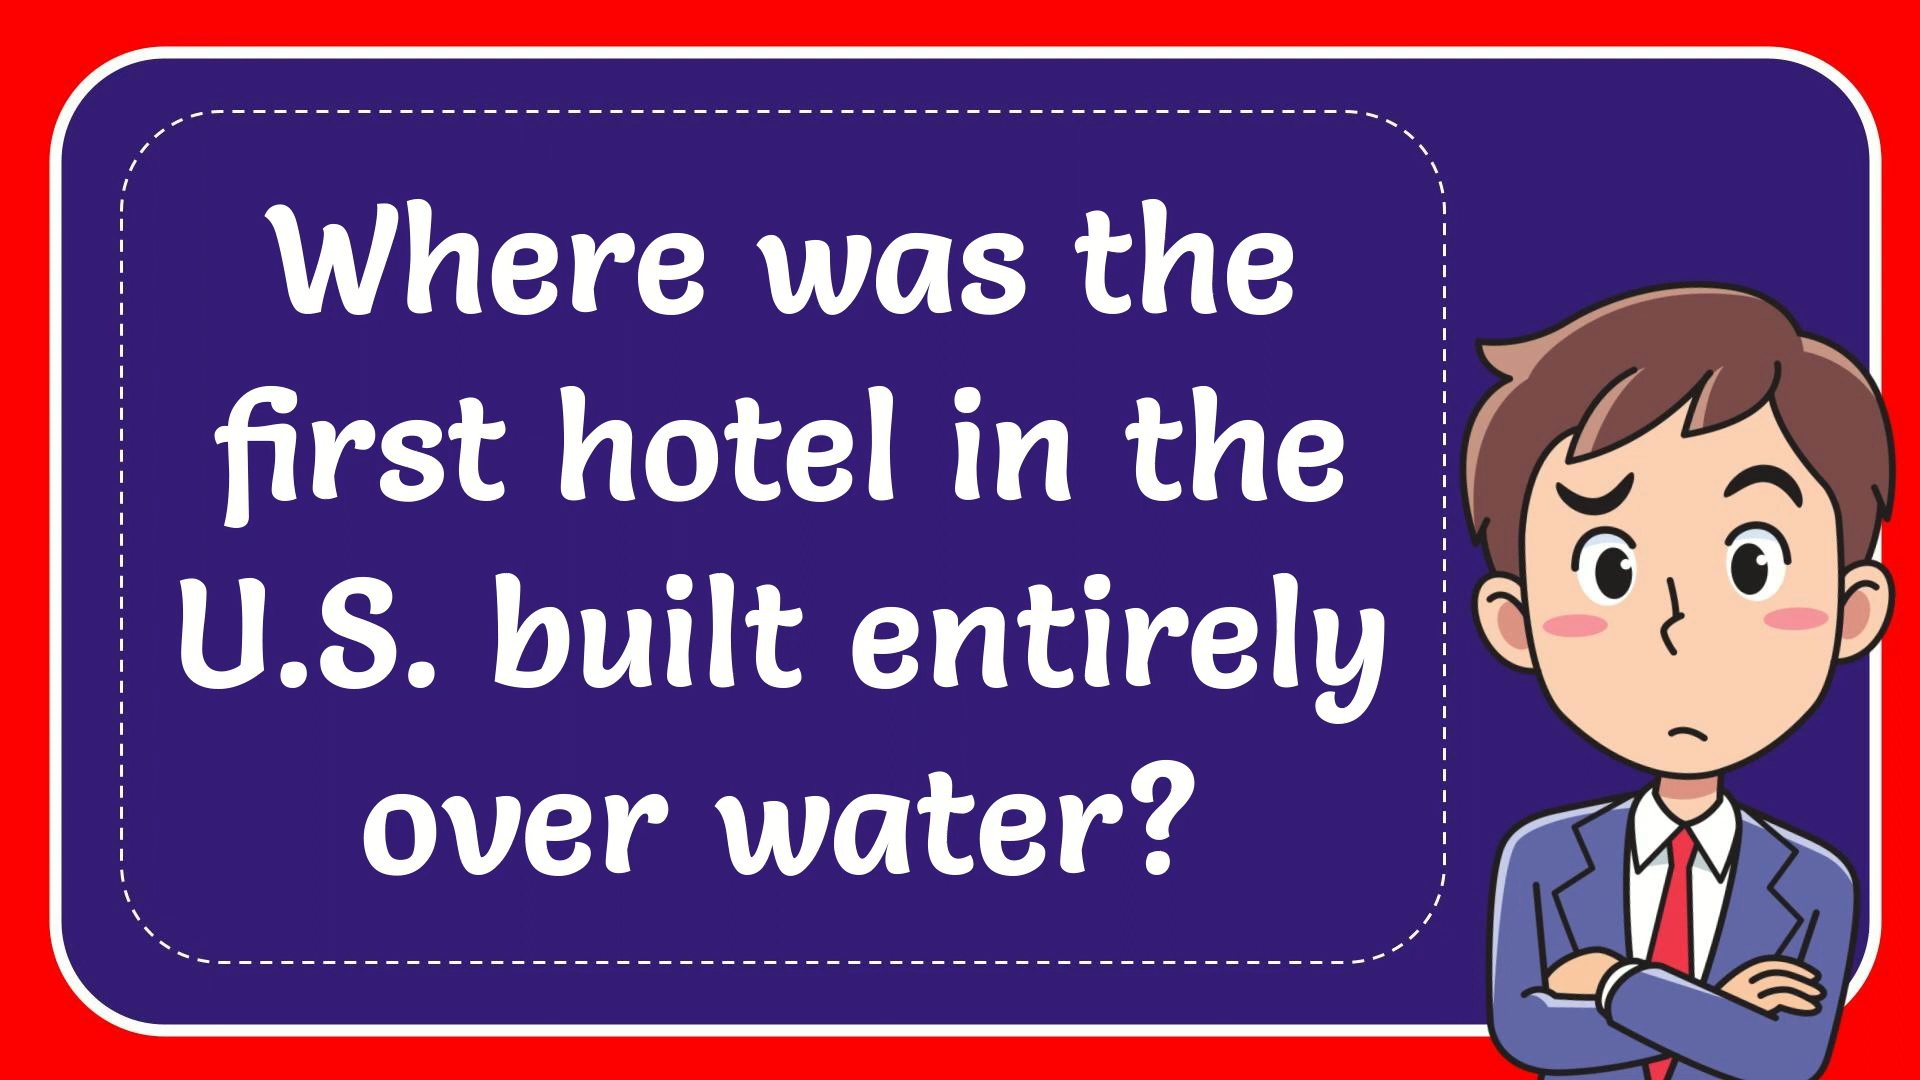 Where was the
first hotel in the
U.S. built entirely
over water?